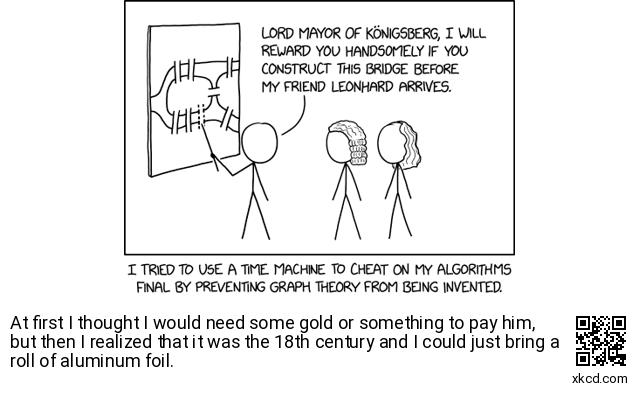 LORD MAYOR OF KÖNIGSBERG, I WILL
REWARD YOU HANDSOMELY IF YOU
CONSTRUCT THIS BRIDGE BEFORE
MY FRIEND LEONHARD ARRIVES.
I TRIED TO USE A TIME MACHINE TO CHEAT ON MY ALGORITHMS
FINAL BY PREVENTING GRAPH THEORY FROM BEING INVENTED.
At first I thought I would need some gold or something to pay him,
but then I realized that it was the 18th century and I could just bring a
roll of aluminum foil.
xkcd.com